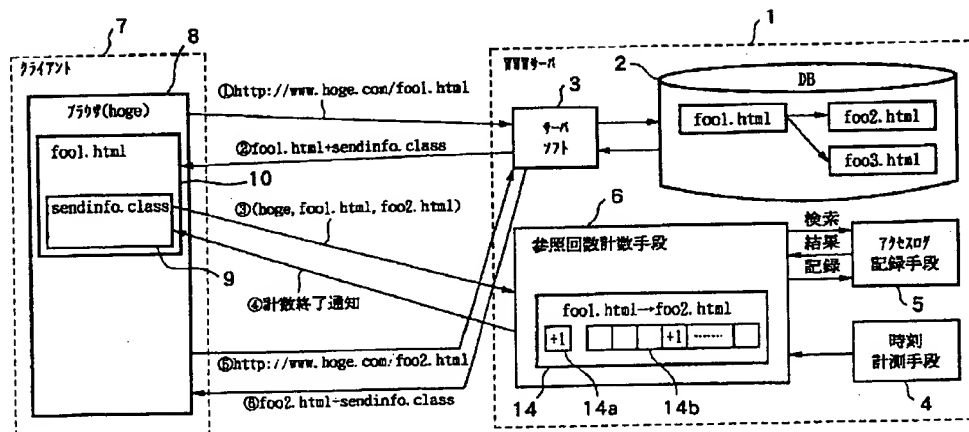 7
8
クライアント
ブラウザ(hoge)
foo1.html
10
sendinfo.class
9
①http://www.hoge.com/foo1.html
②foo1.html+sendinfo.class
③(hoge,foo1.html,foo2.html)
④計数終了通知
⑤http://www.hoge.com/foo2.html
⑥foo2.html+sendinfo.class
1
WWWサーバ
2
3
サーバ
ソフト
DB
foo1.html
foo2.html
foo3.html
6
参照回数計数手段
foo1.html→foo2.html
+1
+1
14
14a
14b
検索
結果
記録
アクセスログ
記録手段
5
時刻
計測手段
4